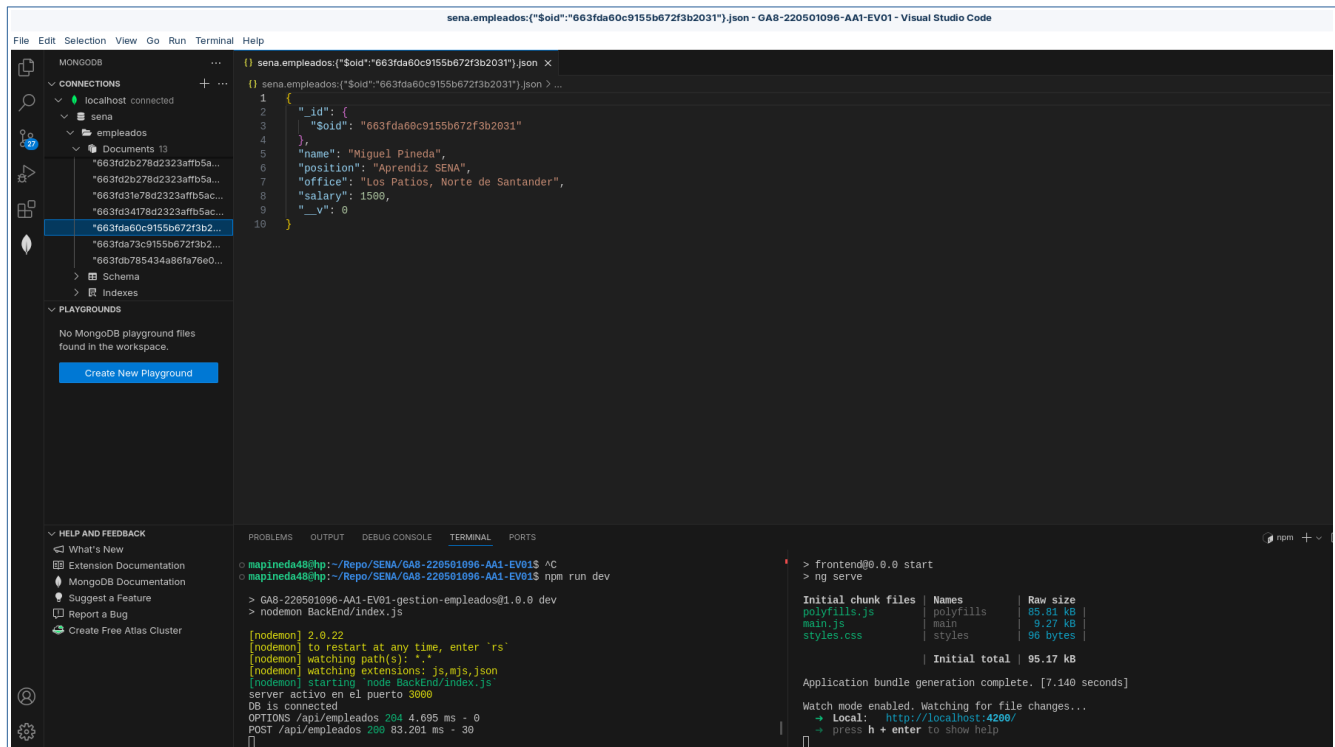 sena.empleados:{"$oid":"663fda60c9155b672f3b2031"}.json - GA8-220501096-AA1-EV01 - Visual Studio Code
File Edit Selection View Go Run Terminal Help
MONGODB ...
CONNECTIONS
localhost connected
sena
empleados
Documents 13
"663fd2b278d2323affb5a...
"663fd2b278d2323affb5a...
"663fd31e78d2323affb5ac...
"663fd34178d2323affb5ac...
"663fda60c9155b672f3b2...
"663fda73c9155b672f3b2...
"663fdb785434a86fa76e0...
Schema
Indexes
PLAYGROUNDS
No MongoDB playground files
found in the workspace.
Create New Playground
HELP AND FEEDBACK
What's New
Extension Documentation
MongoDB Documentation
Suggest a Feature
Report a Bug
Create Free Atlas Cluster
27
{} sena.empleados:{"$oid":"663fda60c9155b672f3b2031"}.json ×
{} sena.empleados:{"$oid":"663fda60c9155b672f3b2031"}.json > ...
1 {
2 "_id": {
3 "$oid": "663fda60c9155b672f3b2031"
4 },
5 "name": "Miguel Pineda",
6 "position": "Aprendiz SENA",
7 "office": "Los Patios, Norte de Santander",
8 "salary": 1500,
9 "__v": 0
10 }
PROBLEMS OUTPUT DEBUG CONSOLE TERMINAL PORTS
npm
mapineda48@hp:~/Repo/SENA/GA8-220501096-AA1-EV01$ ^C
mapineda48@hp:~/Repo/SENA/GA8-220501096-AA1-EV01$ npm run dev
> GA8-220501096-AA1-EV01-gestion-empleados@1.0.0 dev
> nodemon BackEnd/index.js
[nodemon] 2.0.22
[nodemon] to restart at any time, enter `rs`
[nodemon] watching path(s): *.*
[nodemon] watching extensions: js,mjs,json
[nodemon] starting `node BackEnd/index.js`
server activo en el puerto 3000
DB is connected
OPTIONS /api/empleados 204 4.695 ms - 0
POST /api/empleados 200 83.201 ms - 30
> frontend@0.0.0 start
> ng serve
Initial chunk files | Names | Raw size
polyfills.js | polyfills | 85.81 kB |
main.js | main | 9.27 kB |
styles.css | styles | 96 bytes |
| Initial total | 95.17 kB
Application bundle generation complete. [7.140 seconds]
Watch mode enabled. Watching for file changes...
➜ Local: http://localhost:4200/
➜ press h + enter to show help